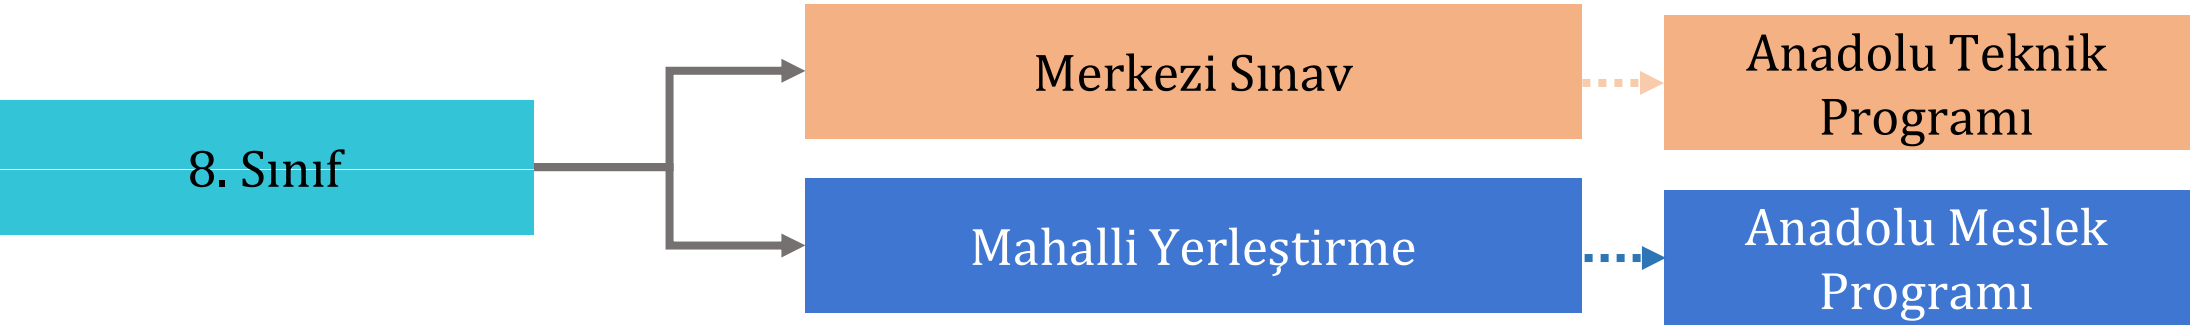 8. Sınıf
Merkezi Sınav
Anadolu Teknik
Programı
Mahalli Yerleştirme
Anadolu Meslek
Programı